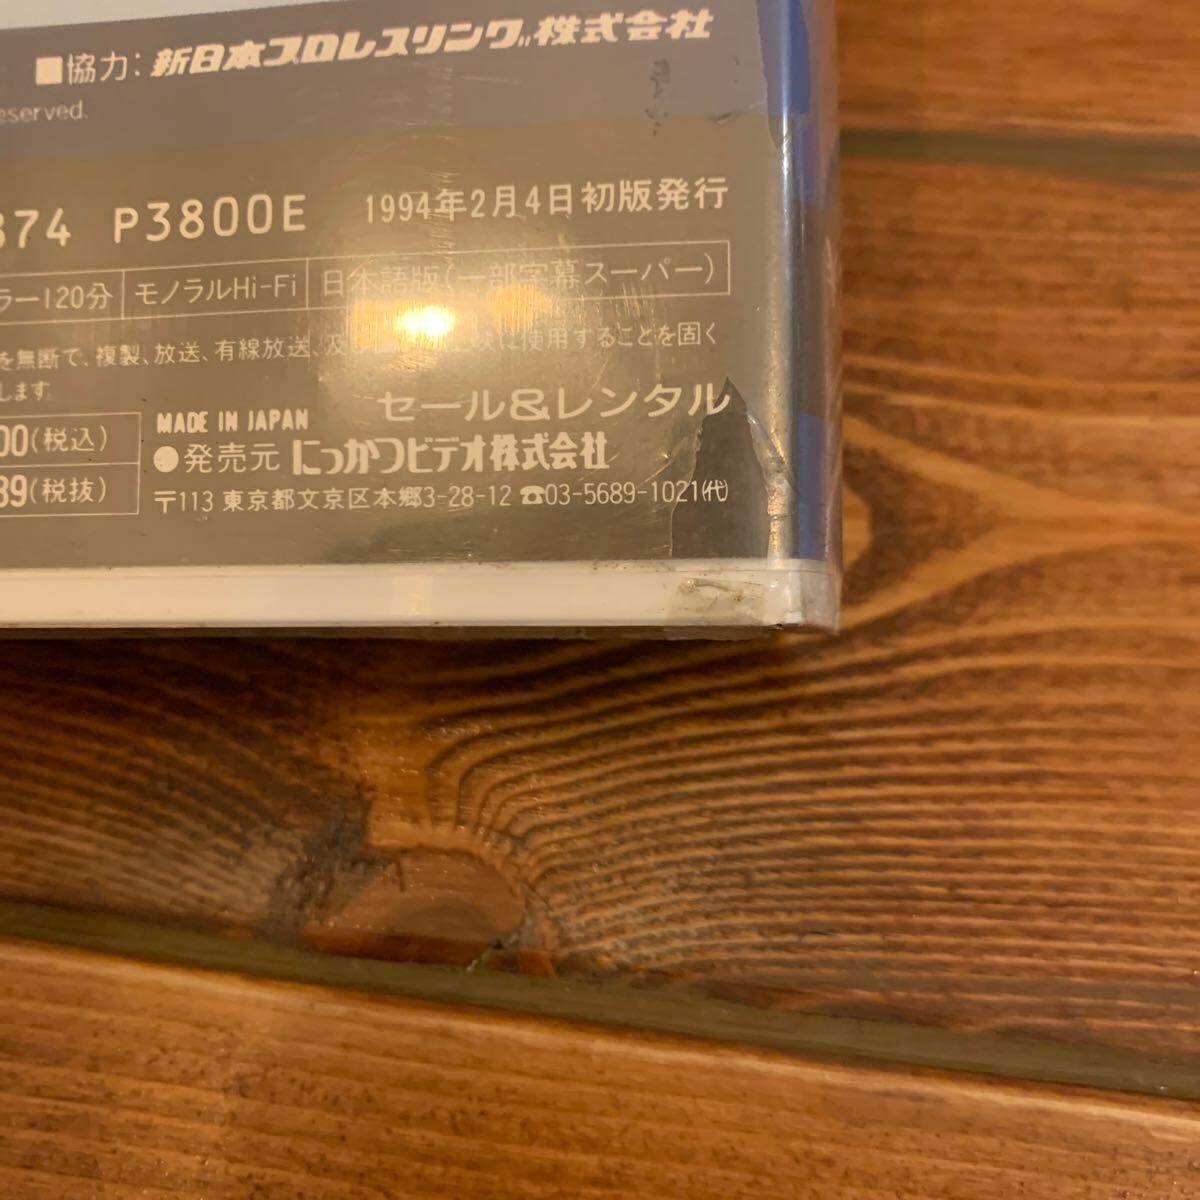 ■協力：新日本プロレスリング株式会社
eserved.
874 P3800E 1994年2月4日初版発行
ラー120分 モノラルHi-Fi 日本語版(一部字幕スーパー)
を無断で、複製、放送、有線放送、及び に使用することを固く
します。
セール&レンタル
00(税込) MADE IN JAPAN
●発売元 にっかつビデオ株式会社
89(税抜) 〒113 東京都文京区本郷3-28-12 ☎03-5689-1021(代)